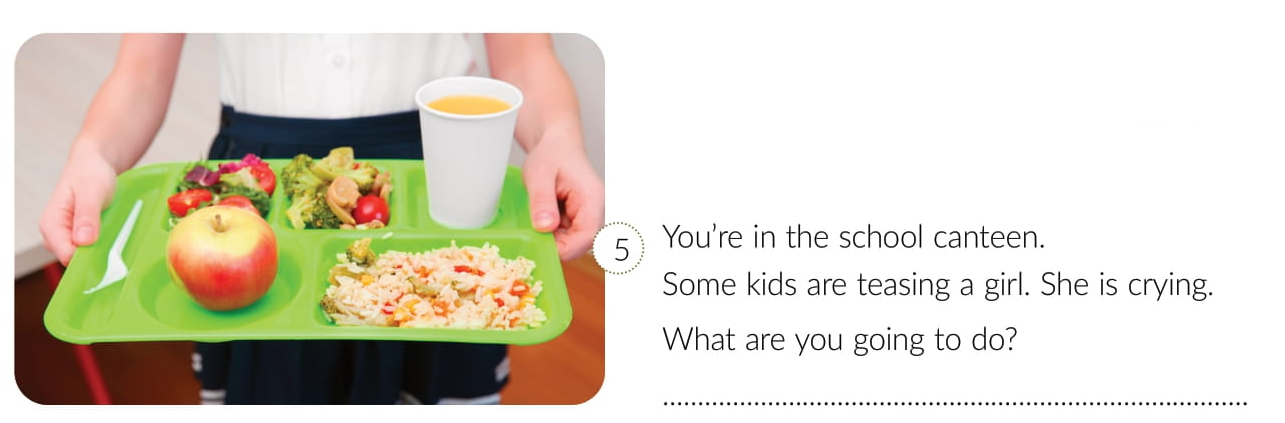 5
You're in the school canteen.
Some kids are teasing a girl. She is crying.
What are you going to do?